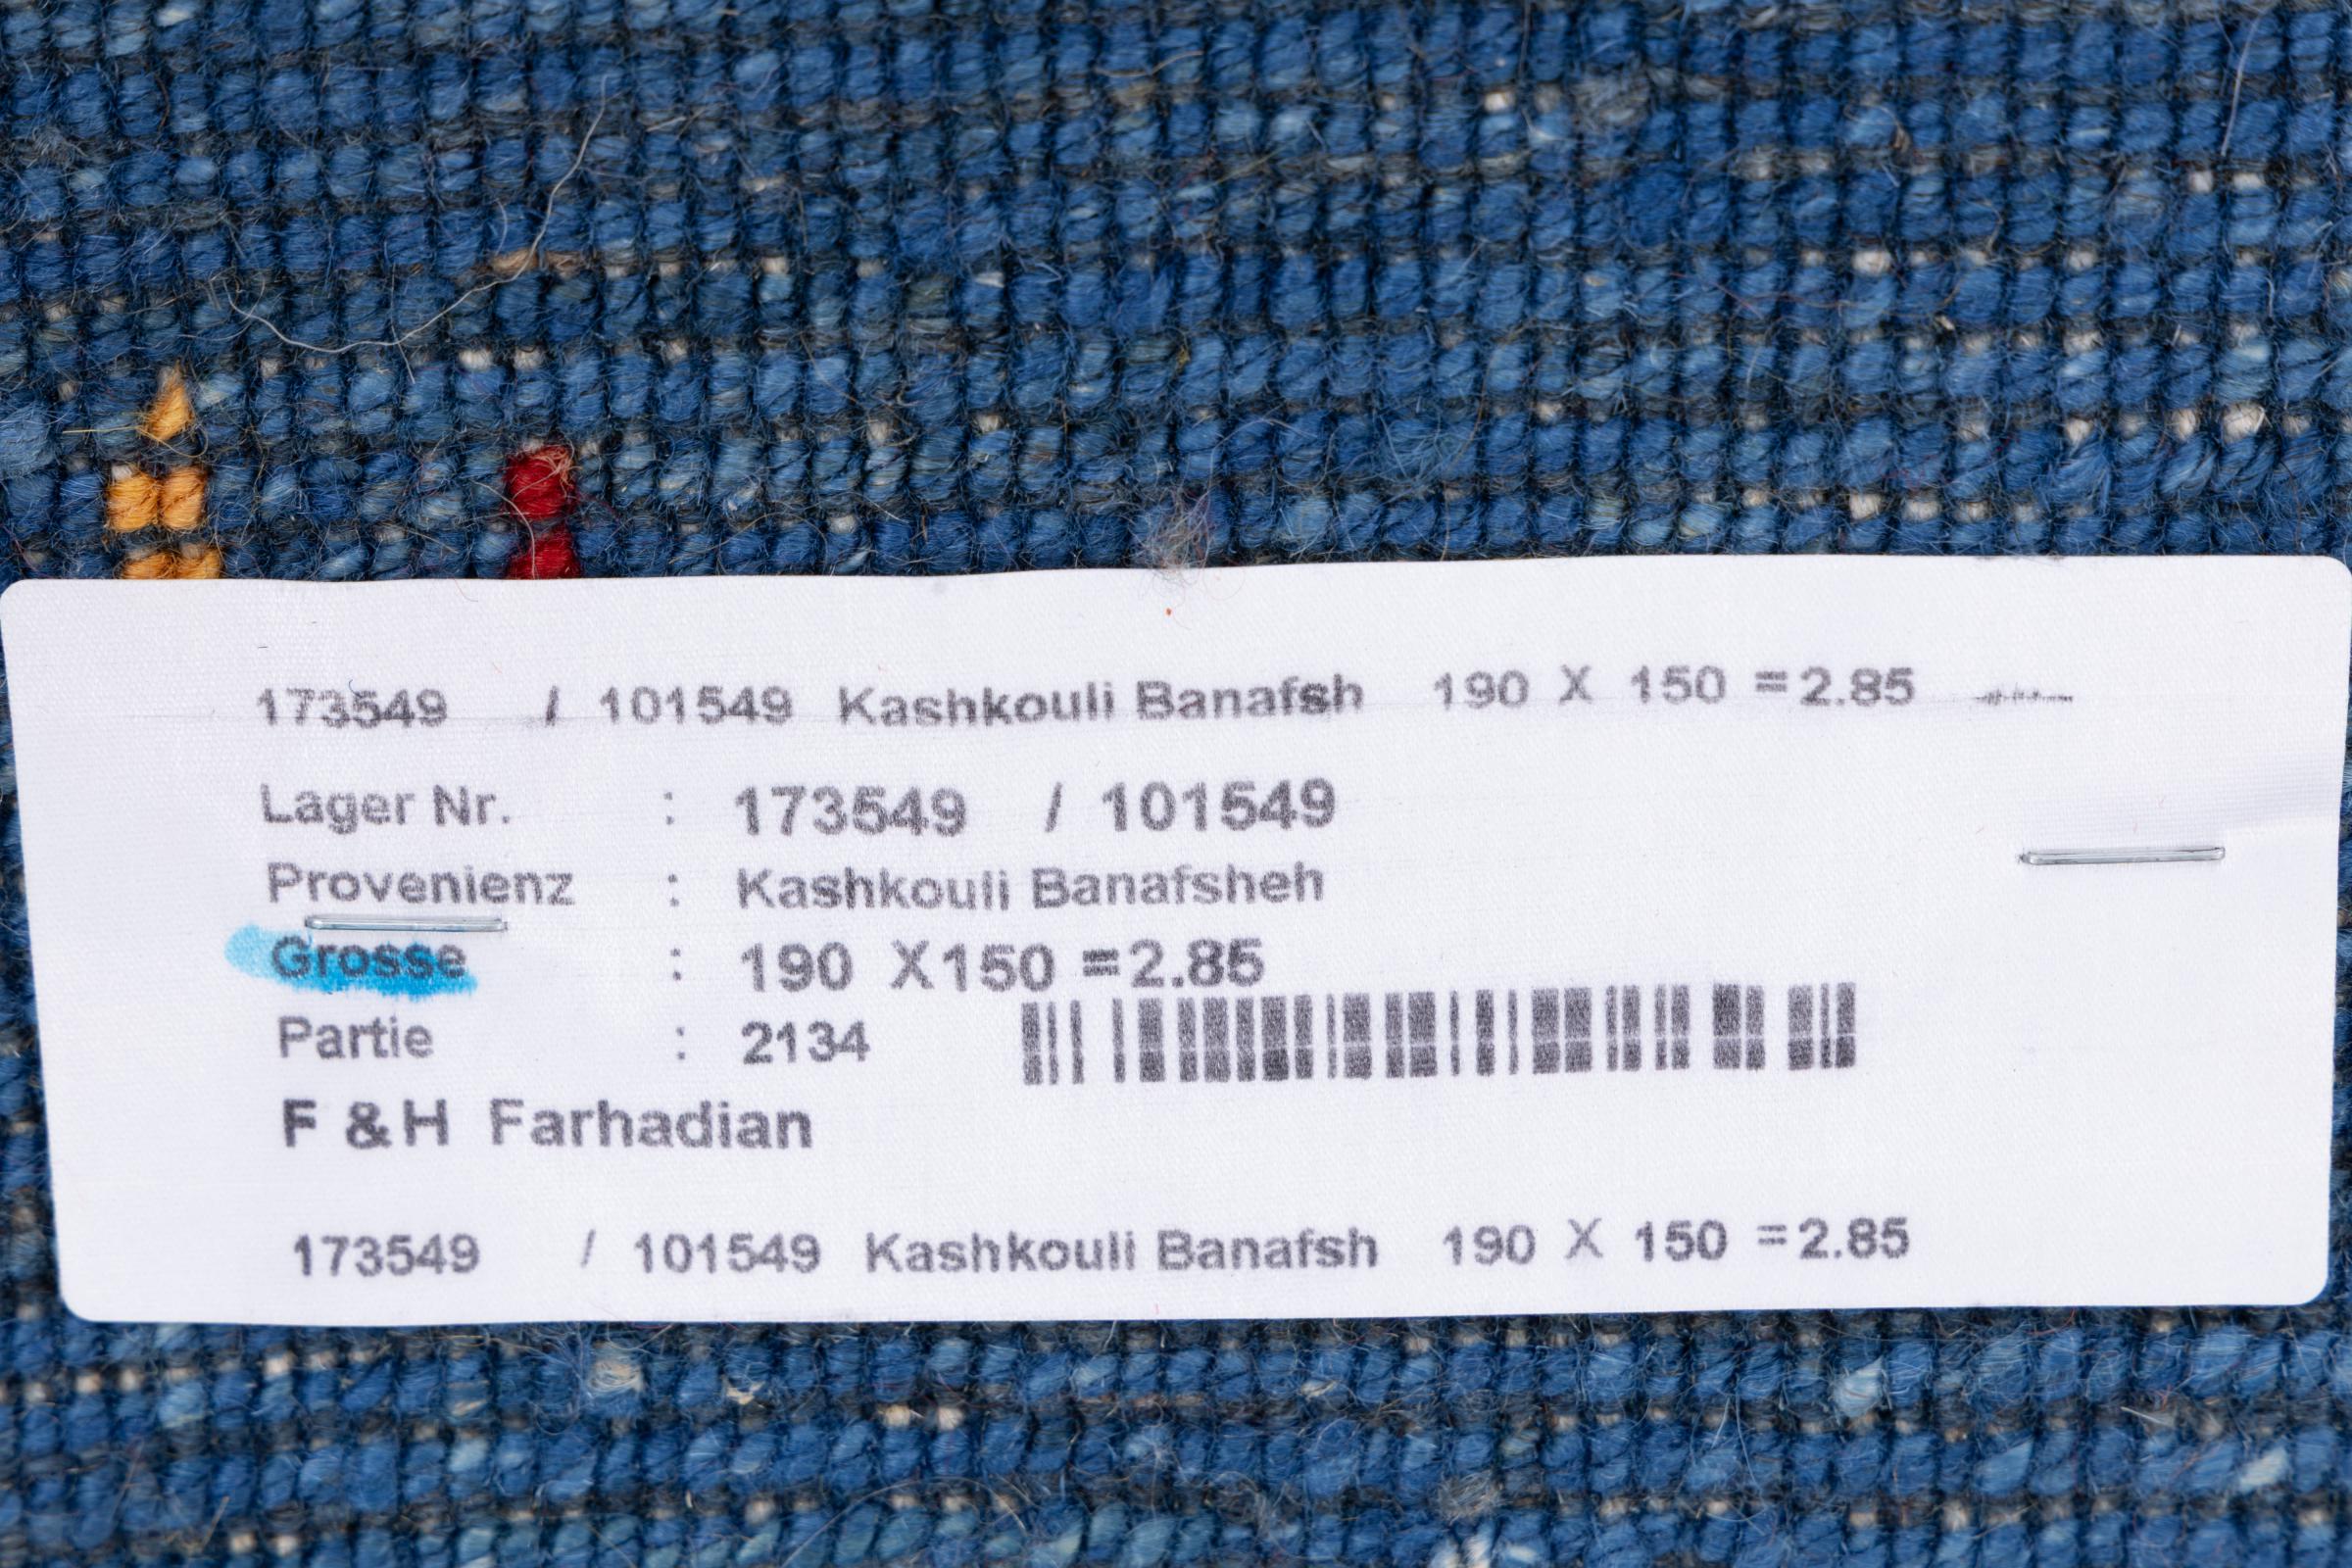 173549 / 101549 Kashkouli Banafsh 190 X 150 =2.85
Lager Nr. : 173549 / 101549
Provenienz : Kashkouli Banafsheh
Grosse : 190 X150 =2.85
Partie : 2134
F & H Farhadian
173549 / 101549 Kashkouli Banafsh 190 X 150 =2.85